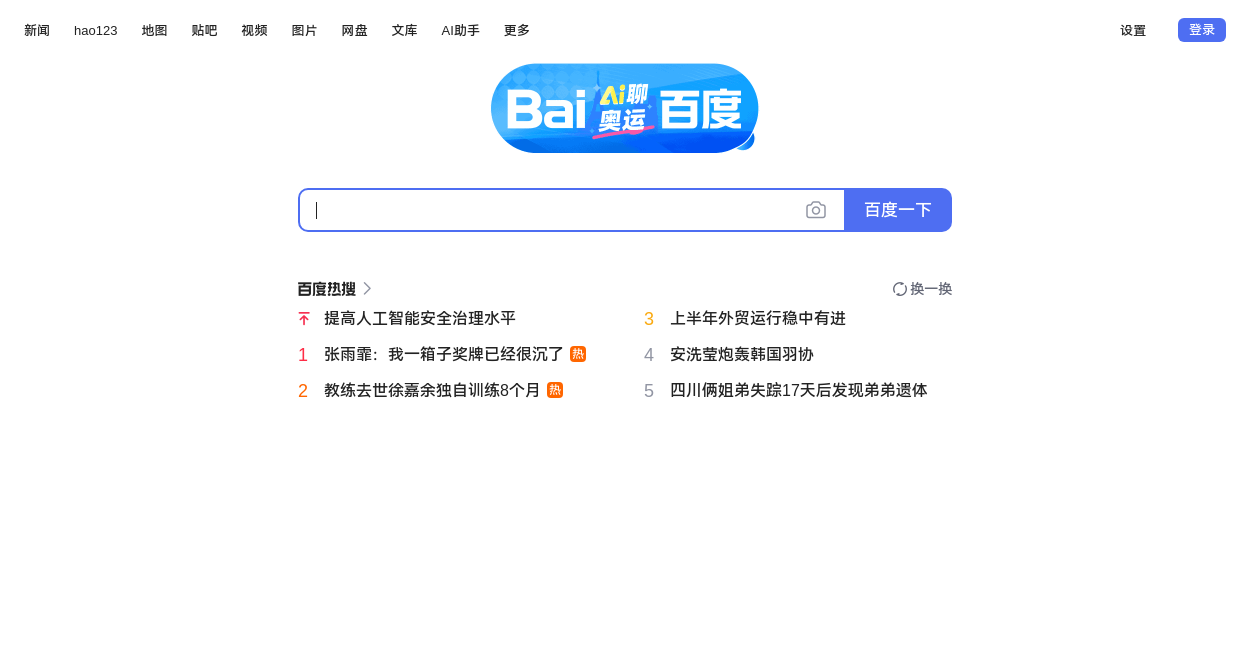 新闻 hao123 地图 贴吧 视频 图片 网盘 文库 AI助手 更多 设置 登录
Bai Ai聊奥运 百度
百度一下
百度热搜 换一换
提高人工智能安全治理水平
1 张雨霏：我一箱子奖牌已经很沉了 热
2 教练去世徐嘉余独自训练8个月 热
3 上半年外贸运行稳中有进
4 安洗莹炮轰韩国羽协
5 四川俩姐弟失踪17天后发现弟弟遗体